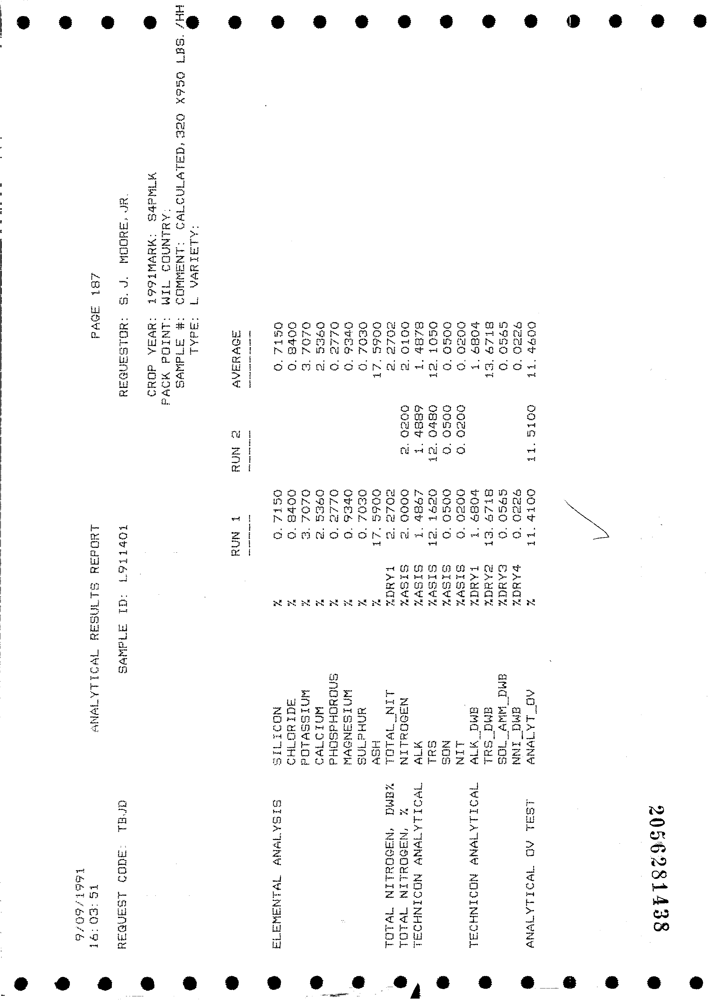 9/09/1991 ANALYTICAL RESULTS REPORT PAGE 187
16:03:51
REQUEST CODE: TBJD SAMPLE ID: L911401 REQUESTOR: S. J. MOORE, JR.
CROP YEAR: 1991MARK: S4PMLK
PACK POINT: WIL COUNTRY:
SAMPLE #: COMMENT: CALCULATED, 320 X950 LBS./HH
TYPE: L VARIETY:
RUN 1 RUN 2 AVERAGE
----- ----- -------
ELEMENTAL ANALYSIS SILICON % 0.7150 0.7150
CHLORIDE % 0.8400 0.8400
POTASSIUM % 3.7070 3.7070
CALCIUM % 2.5360 2.5360
PHOSPHOROUS % 0.2770 0.2770
MAGNESIUM % 0.9340 0.9340
SULPHUR % 0.7030 0.7030
ASH % 17.5900 17.5900
TOTAL NITROGEN, DWB% TOTAL_NIT %DRY1 2.2702 2.2702
TOTAL NITROGEN, % NITROGEN %ASIS 2.0000 2.0200 2.0100
TECHNICON ANALYTICAL ALK %ASIS 1.4867 1.4889 1.4878
TRS %ASIS 12.1620 12.0480 12.1050
SON %ASIS 0.0500 0.0500 0.0500
NIT %ASIS 0.0200 0.0200 0.0200
TECHNICON ANALYTICAL ALK_DWB %DRY1 1.6804 1.6804
TRS_DWB %DRY2 13.6718 13.6718
SOL_AMM_DWB %DRY3 0.0565 0.0565
NNI_DWB %DRY4 0.0226 0.0226
ANALYTICAL OV TEST ANALYT_OV % 11.4100 11.5100 11.4600
2056281438